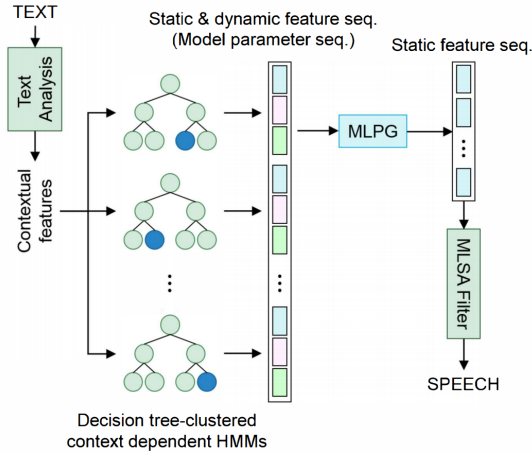 TEXT
Text
Analysis
Contextual
features
Static & dynamic feature seq.
(Model parameter seq.)
Static feature seq.
MLPG
...
...
MLSA Filter
SPEECH
Decision tree-clustered
context dependent HMMs